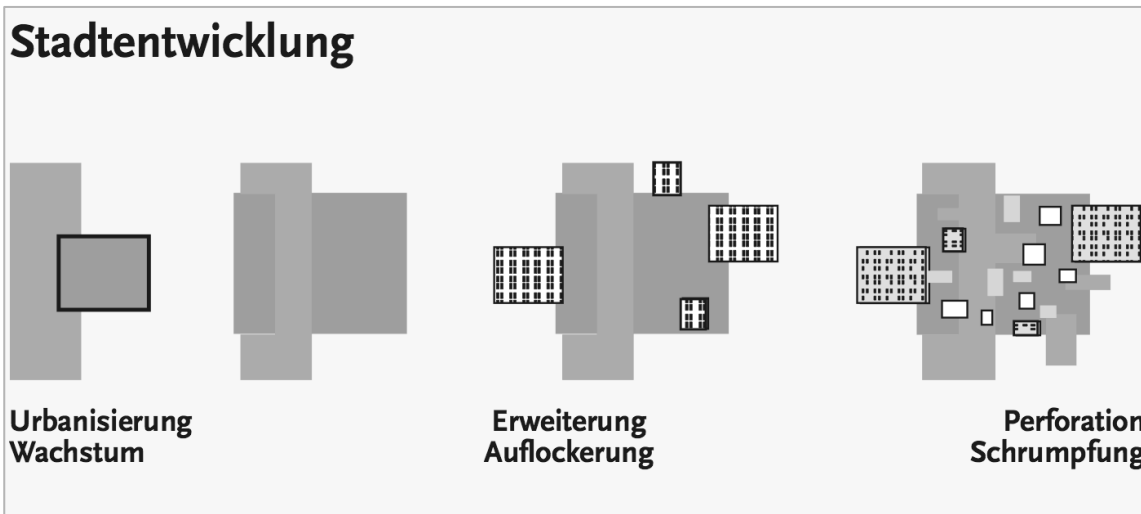 Stadtentwicklung
Urbanisierung
Wachstum
Erweiterung
Auflockerung
Perforation
Schrumpfung